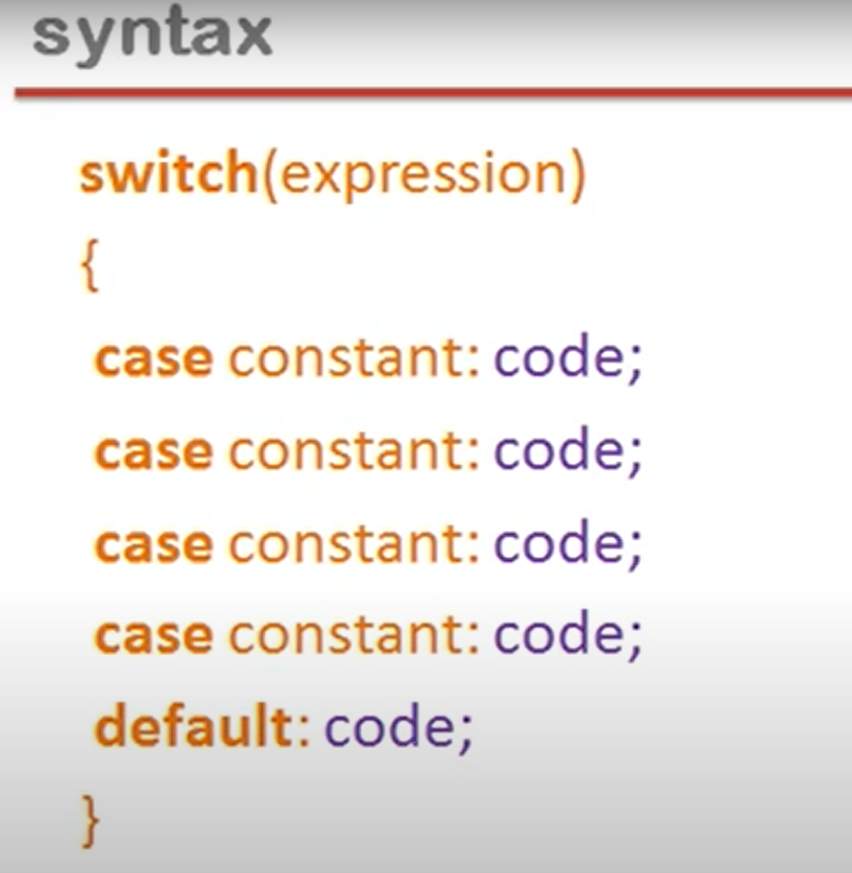 syntax
switch(expression)
{
case constant: code;
case constant: code;
case constant: code;
case constant: code;
default: code;
}